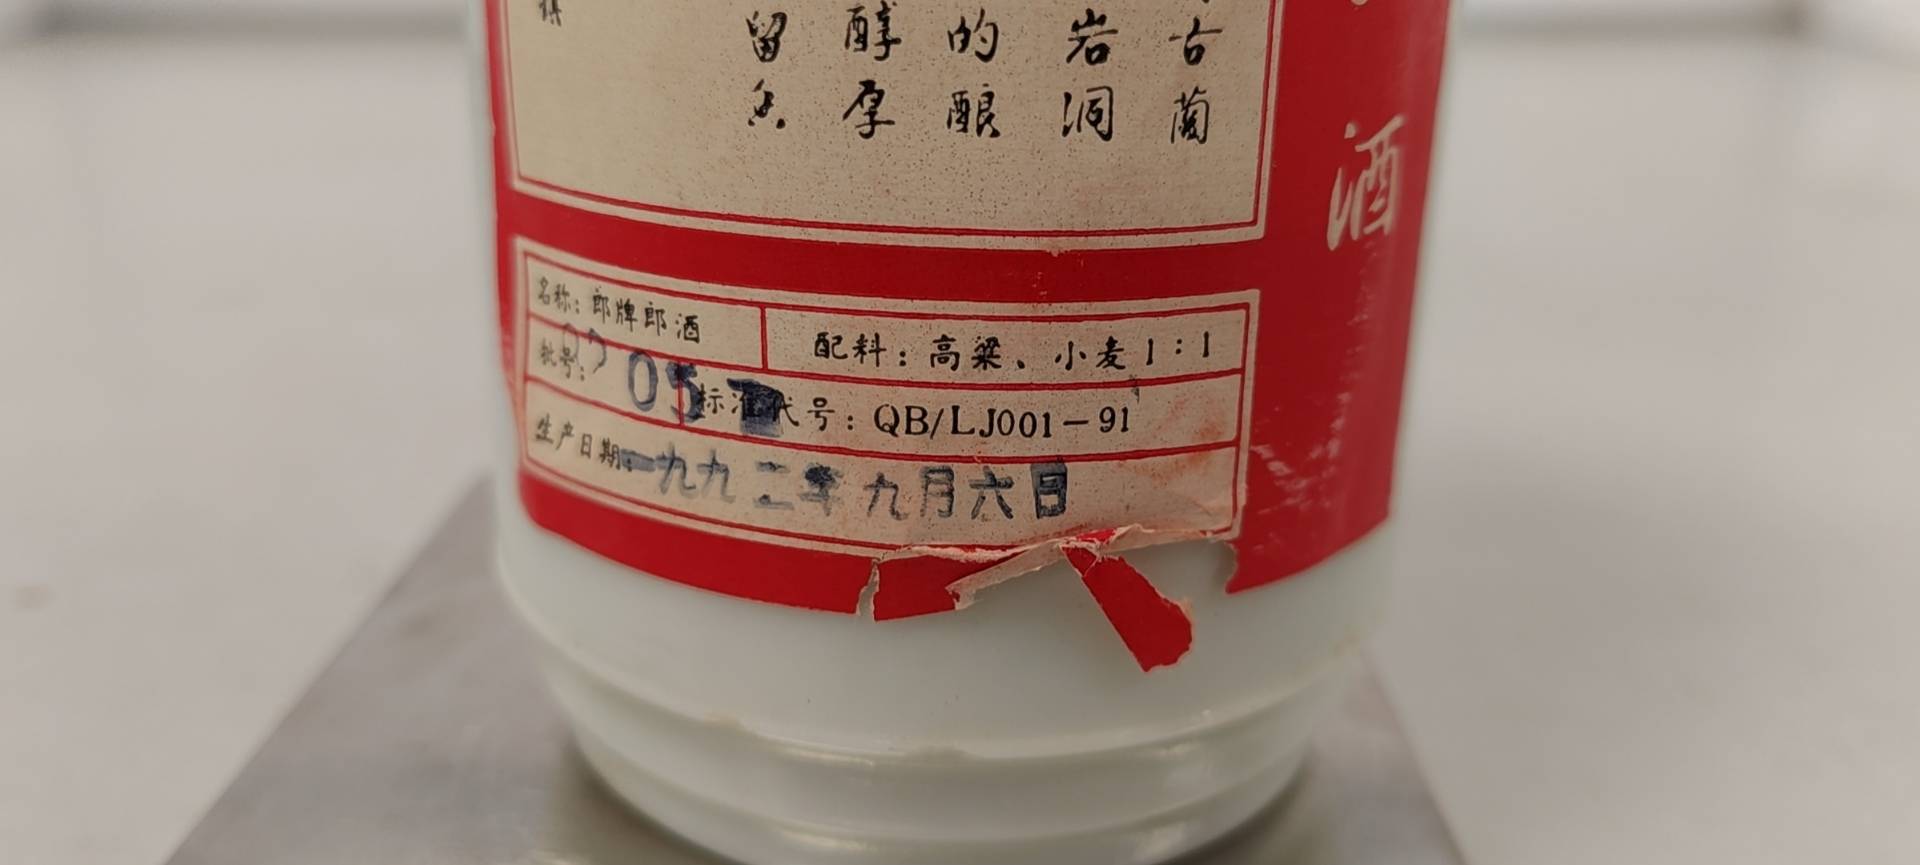 古蔺
岩洞
的酿
醇厚
留香
酒
名称：郎牌郎酒
配料：高粱、小麦1:1
批号：
05
标准代号：QB/LJ001－91
生产日期：一九九二年九月六日